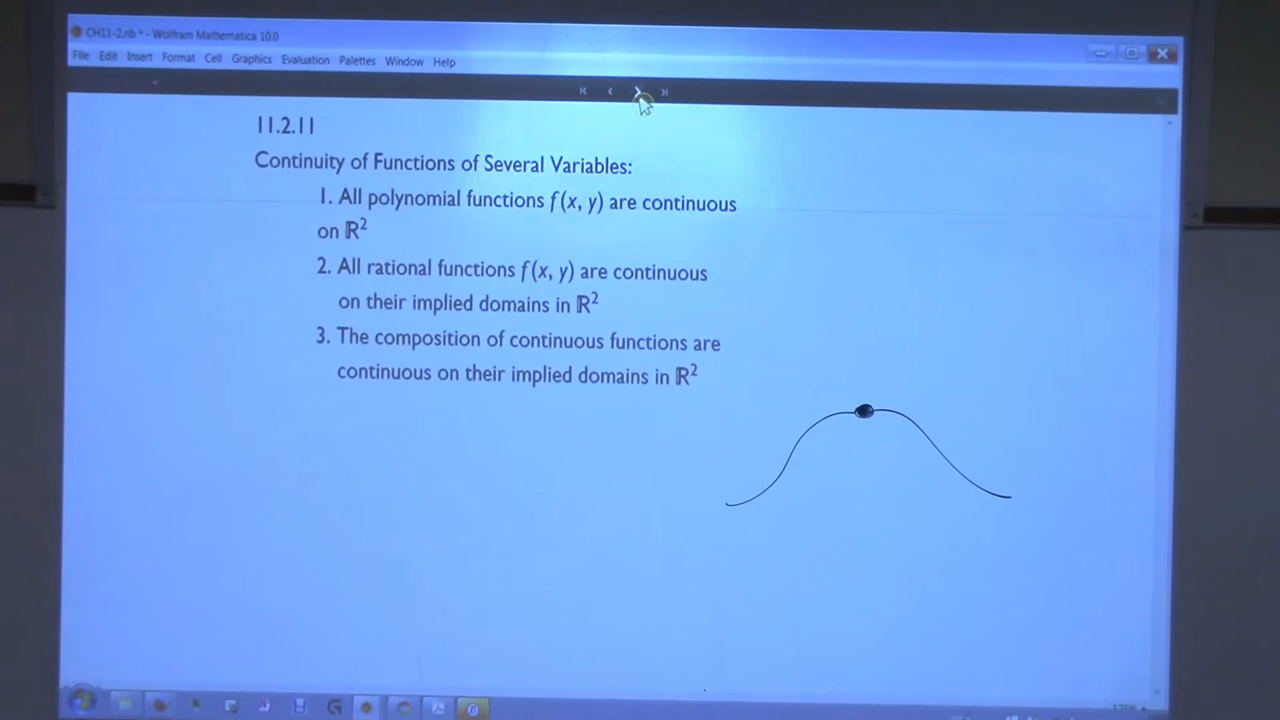 CH11-2.nb * - Wolfram Mathematica 10.0
File Edit Insert Format Cell Graphics Evaluation Palettes Window Help
11.2.11
Continuity of Functions of Several Variables:
1. All polynomial functions f(x, y) are continuous
on ℝ²
2. All rational functions f(x, y) are continuous
on their implied domains in ℝ²
3. The composition of continuous functions are
continuous on their implied domains in ℝ²